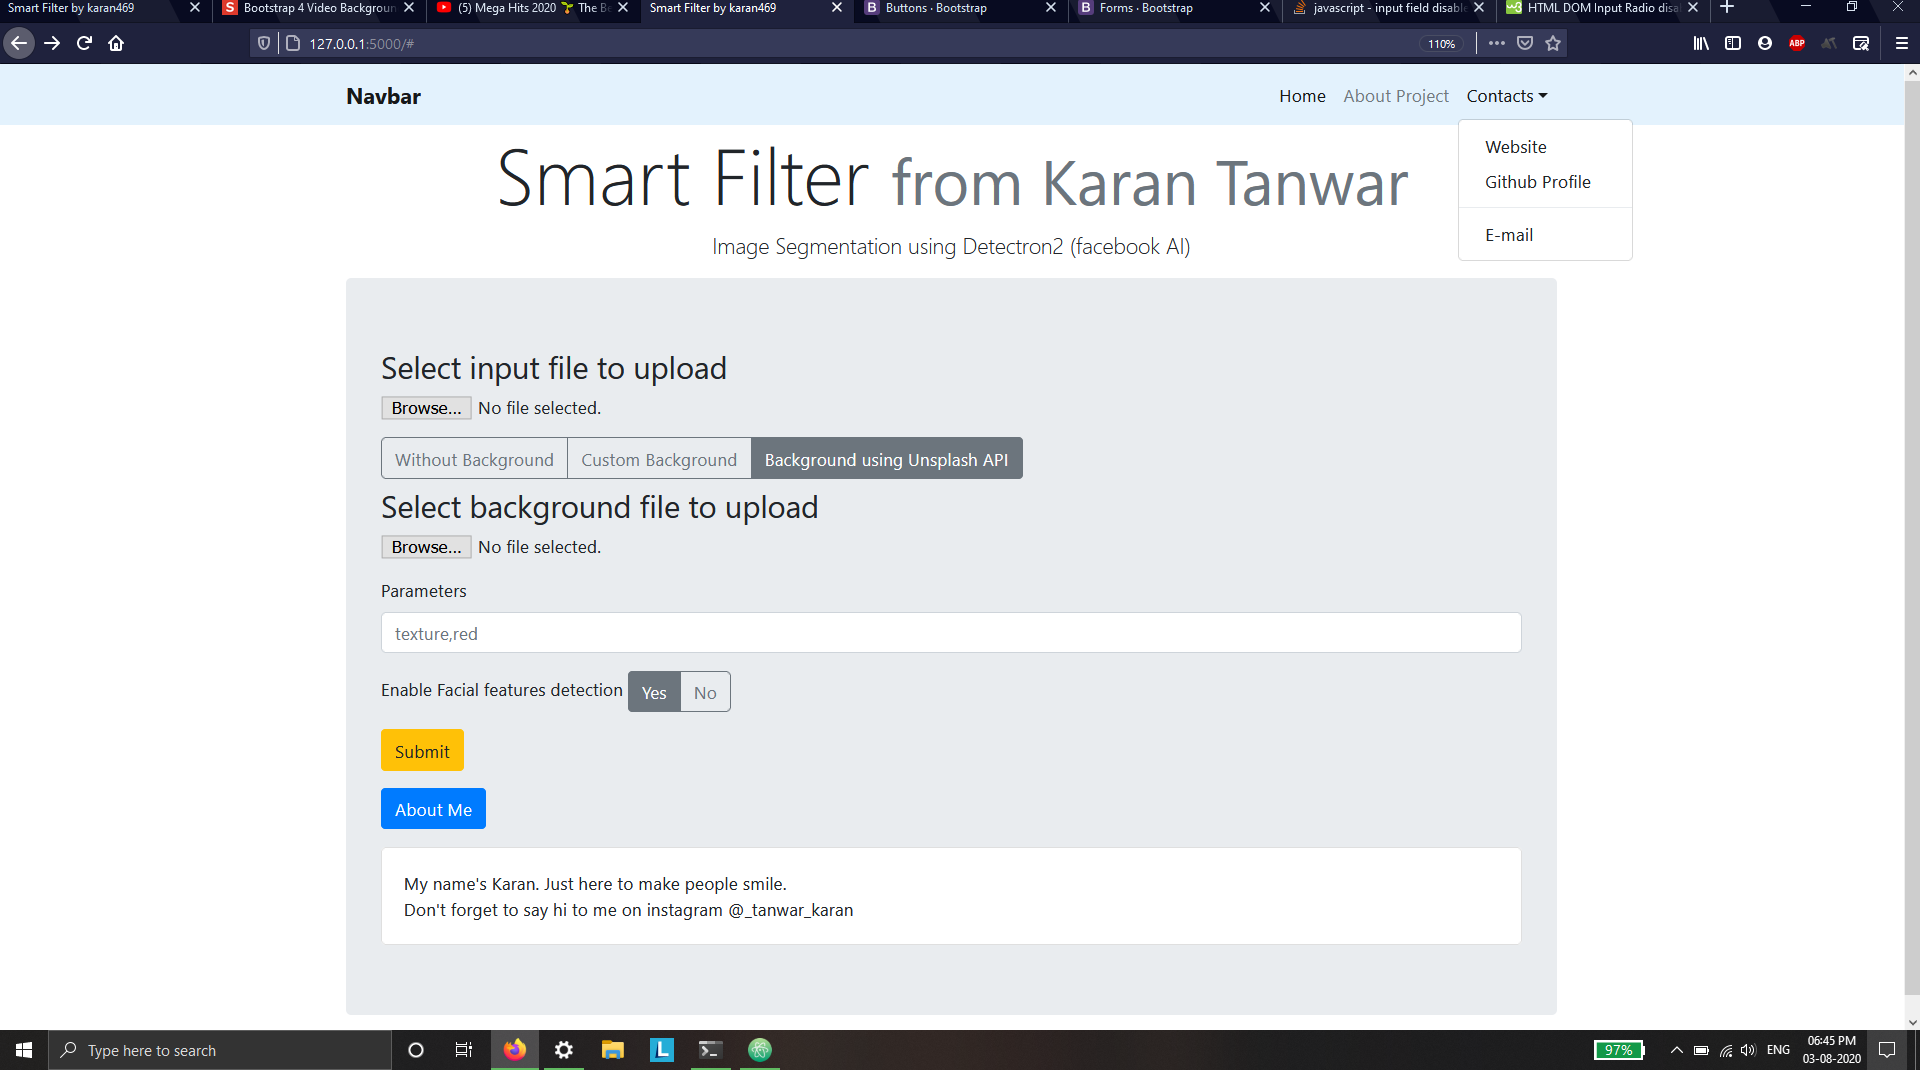 Smart Filter by karan469
Bootstrap 4 Video Backgroun
(5) Mega Hits 2020 🌱 The Be
Smart Filter by karan469
Buttons · Bootstrap
Forms · Bootstrap
javascript - input field disable
HTML DOM Input Radio disa
127.0.0.1:5000/#
110%
ABP
Navbar
Home
About Project
Contacts
Website
Github Profile
E-mail
Smart Filter from Karan Tanwar
Image Segmentation using Detectron2 (facebook AI)
Select input file to upload
Browse... No file selected.
Without Background
Custom Background
Background using Unsplash API
Select background file to upload
Browse... No file selected.
Parameters
texture,red
Enable Facial features detection Yes No
Submit
About Me
My name's Karan. Just here to make people smile.
Don't forget to say hi to me on instagram @_tanwar_karan
Type here to search
L
97%
ENG
06:45 PM
03-08-2020